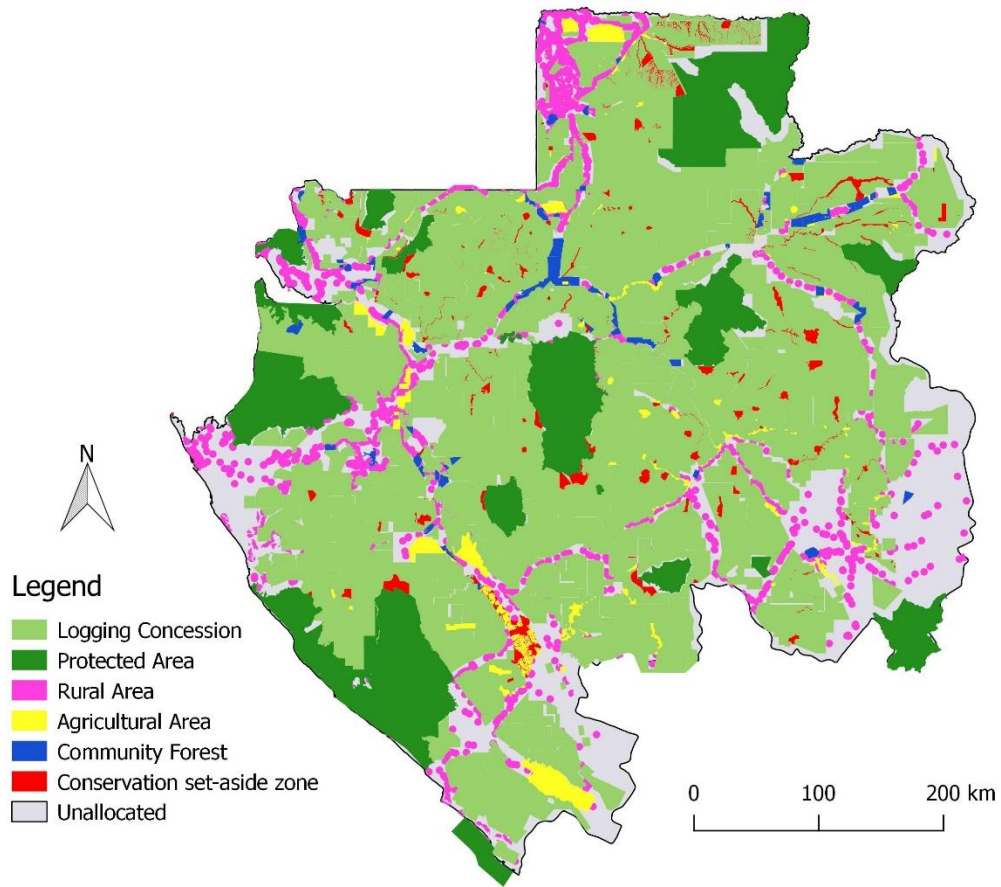 N
Legend
Logging Concession
Protected Area
Rural Area
Agricultural Area
Community Forest
Conservation set-aside zone
Unallocated
0 100 200 km